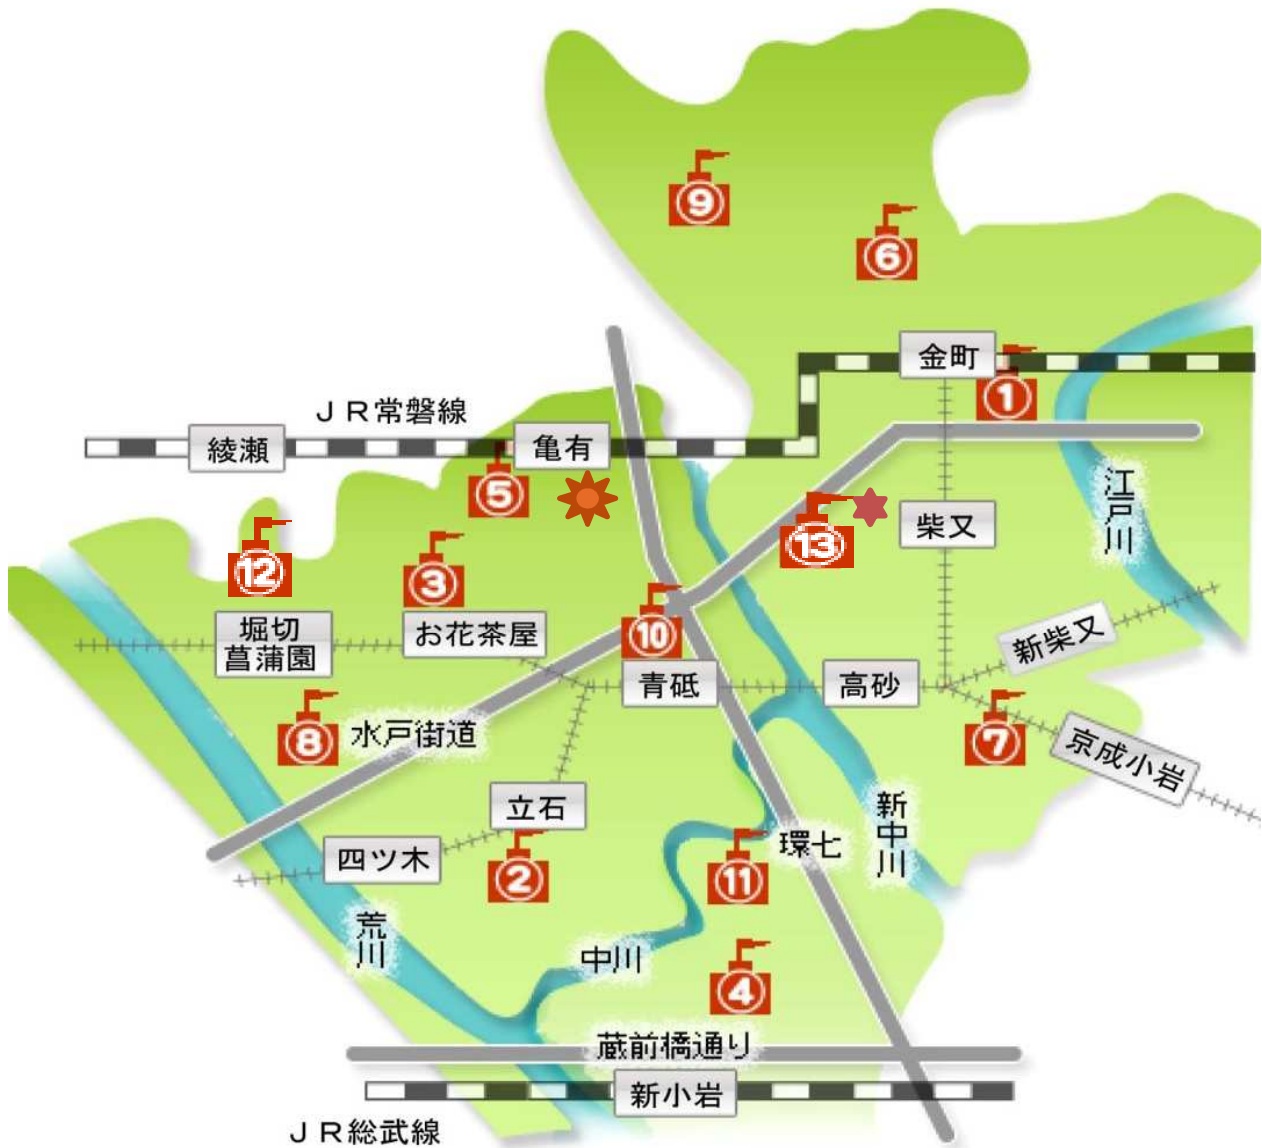 ⑨
⑥
金町
①
ＪＲ常磐線
綾瀬
亀有
⑤
江戸川
柴又
⑬
⑫
③
⑩
堀切
菖蒲園
お花茶屋
新柴又
青砥
高砂
⑧
水戸街道
⑦
京成小岩
立石
新中川
環七
四ツ木
②
⑪
荒川
中川
④
蔵前橋通り
新小岩
ＪＲ総武線